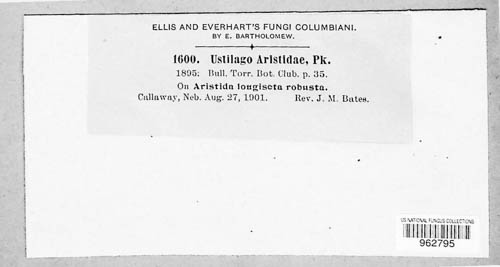 ELLIS AND EVERHART'S FUNGI COLUMBIANI.
BY E. BARTHOLOMEW.
1600. Ustilago Aristidae, Pk.
1895: Bull. Torr. Bot. Club. p. 35.
On Aristida longiseta robusta.
Callaway, Neb. Aug. 27, 1901. Rev. J. M. Bates.
US NATIONAL FUNGUS COLLECTIONS
962795